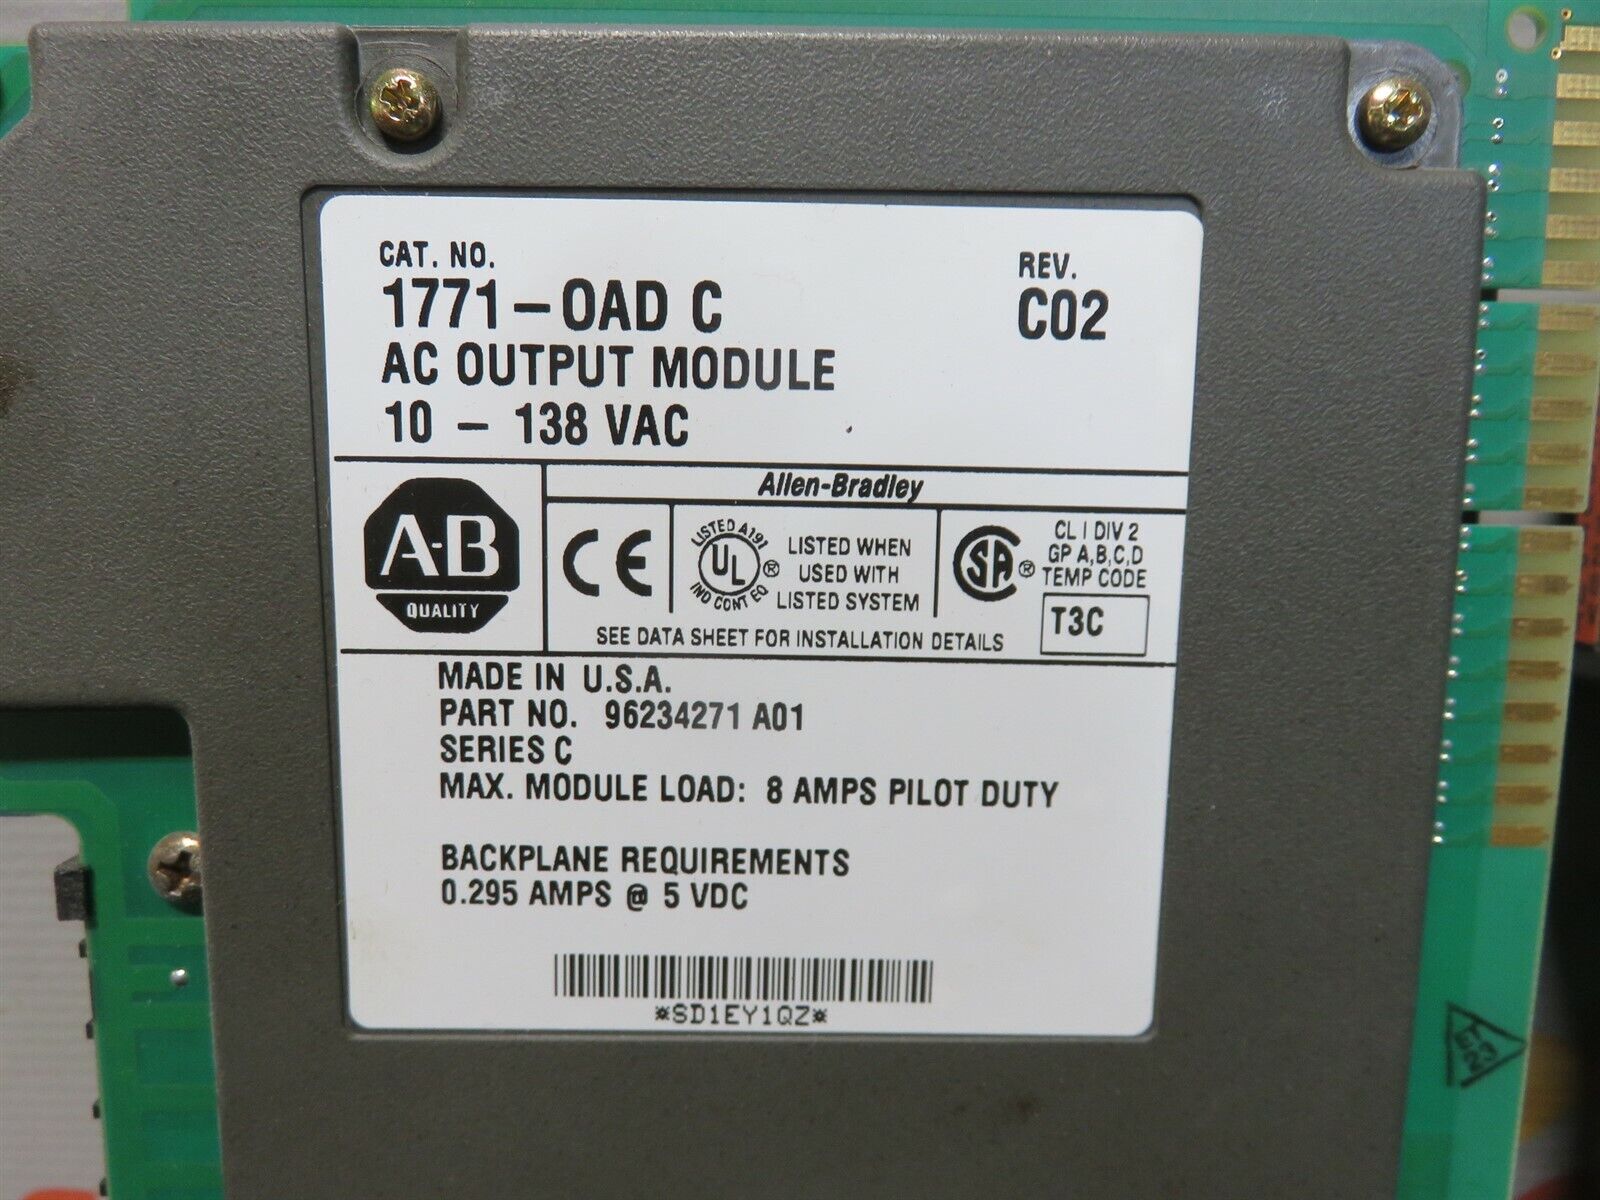 CAT. NO.
1771-OAD C
REV.
C02
AC OUTPUT MODULE
10 - 138 VAC
Allen-Bradley
A-B
QUALITY
CE
LISTED A191
UL
®
IND CONT EQ
LISTED WHEN
USED WITH
LISTED SYSTEM
SA
®
CL I DIV 2
GP A,B,C,D
TEMP CODE
T3C
SEE DATA SHEET FOR INSTALLATION DETAILS
MADE IN U.S.A.
PART NO. 96234271 A01
SERIES C
MAX. MODULE LOAD: 8 AMPS PILOT DUTY
BACKPLANE REQUIREMENTS
0.295 AMPS @ 5 VDC
*SD1EY1QZ*